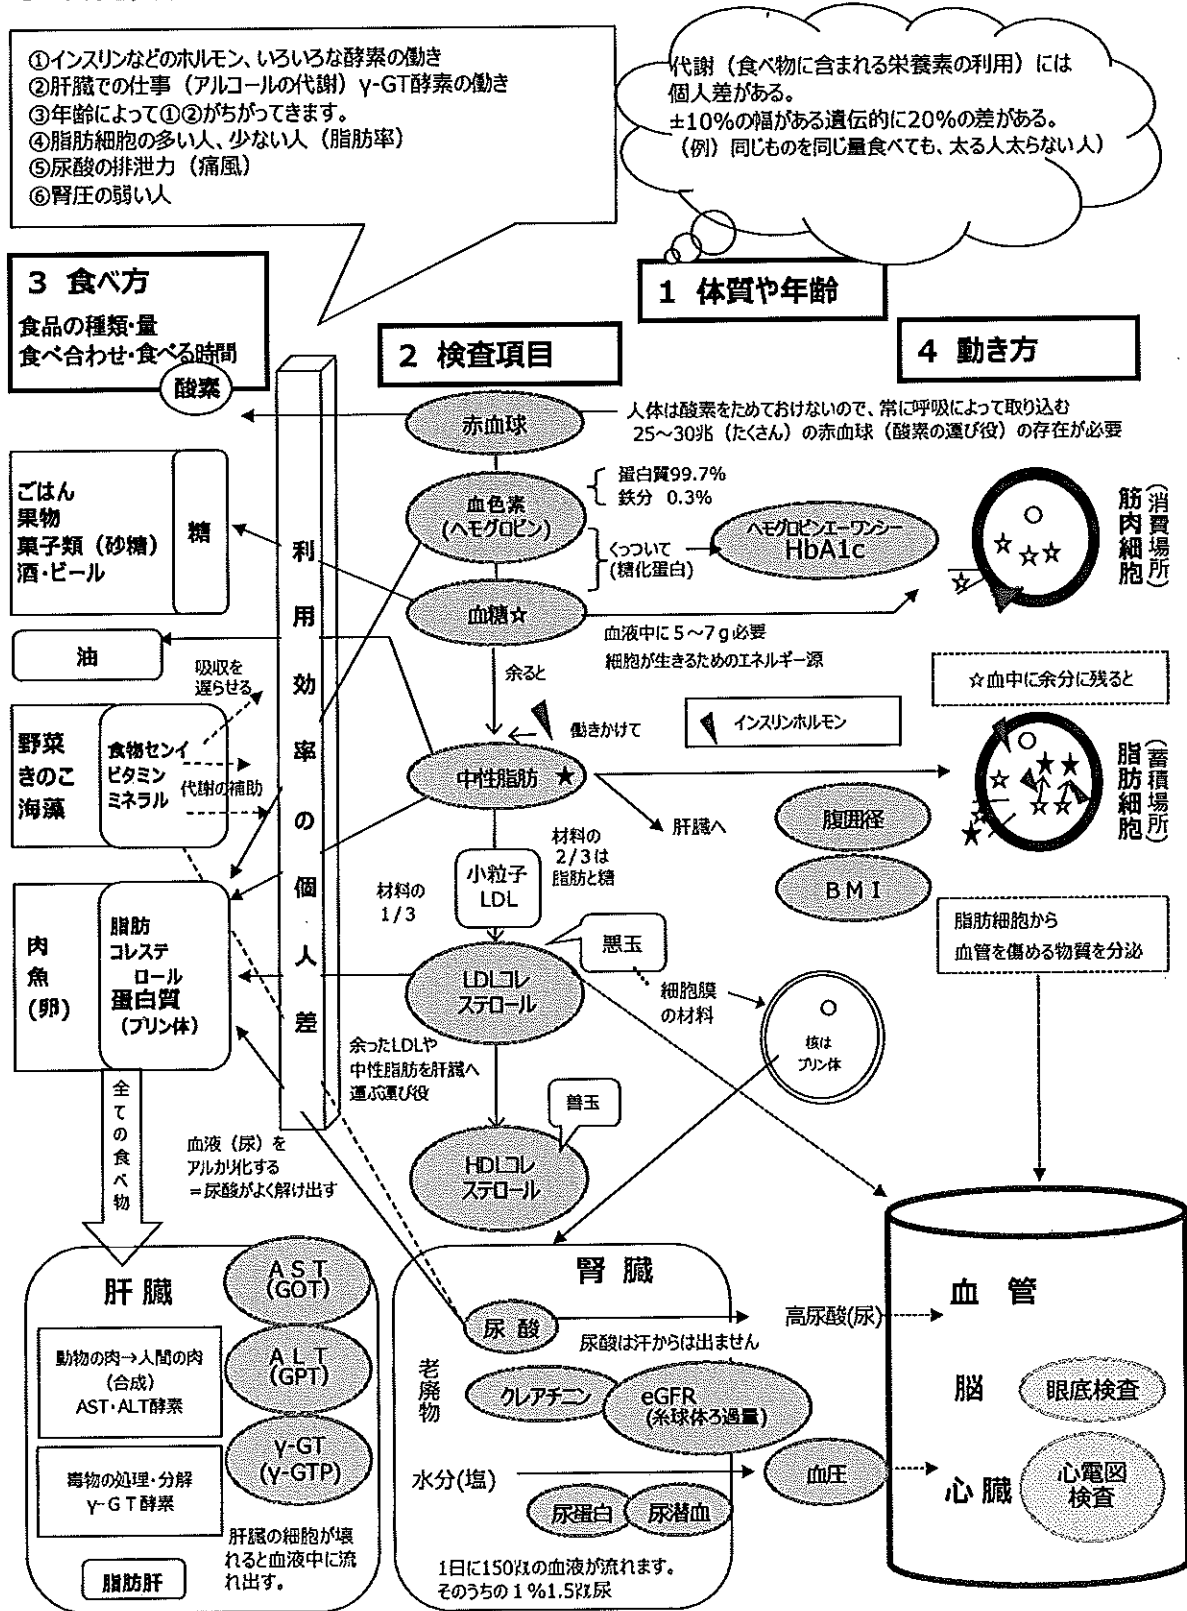 ①インスリンなどのホルモン、いろいろな酵素の働き
②肝臓での仕事（アルコールの代謝）γ-GT酵素の働き
③年齢によって①②がちがってきます。
④脂肪細胞の多い人、少ない人（脂肪率）
⑤尿酸の排泄力（痛風）
⑥腎圧の弱い人
代謝（食べ物に含まれる栄養素の利用）には
個人差がある。
±10%の幅がある遺伝的に20%の差がある。
（例）同じものを同じ量食べても、太る人太らない人）
3 食べ方
食品の種類・量
食べ合わせ・食べる時間
1 体質や年齢
2 検査項目
4 動き方
酸素
赤血球
人体は酸素をためておけないので、常に呼吸によって取り込む
25～30兆（たくさん）の赤血球（酸素の運び役）の存在が必要
ごはん
果物
菓子類（砂糖）
酒・ビール
糖
利用効率の個人差
血色素
(ヘモグロビン)
蛋白質99.7%
鉄分 0.3%
くっついて
(糖化蛋白)
ヘモグロビンエーワンシー
HbA1c
筋肉細胞
(消費場所)
血糖☆
血液中に５～７g必要
細胞が生きるためのエネルギー源
油
吸収を
遅らせる
余ると
☆血中に余分に残ると
野菜
きのこ
海藻
食物センイ
ビタミン
ミネラル
代謝の補助
働きかけて
インスリンホルモン
中性脂肪 ★
肝臓へ
脂肪細胞
(蓄積場所)
腹囲径
ＢＭＩ
材料の
1/3
小粒子
LDL
材料の
2/3は
脂肪と糖
脂肪細胞から
血管を傷める物質を分泌
肉
魚
(卵)
脂肪
コレステ
ロール
蛋白質
(プリン体)
悪玉
LDLコレ
ステロール
細胞膜
の材料
核は
プリン体
余ったLDLや
中性脂肪を肝臓へ
運ぶ運び役
善玉
HDLコレ
ステロール
全ての食べ物
血液（尿）を
アルカリ化する
＝尿酸がよく解け出す
肝臓
AST
(GOT)
動物の肉→人間の肉
(合成)
AST・ALT酵素
ALT
(GPT)
毒物の処理・分解
γ-ＧＴ酵素
γ-GT
(γ-GTP)
脂肪肝
肝臓の細胞が壊
れると血液中に流
れ出す。
腎臓
尿酸
尿酸は汗からは出ません
高尿酸(尿)
老廃物
クレアチニン
eGFR
(糸球体ろ過量)
水分(塩)
血圧
尿蛋白
尿潜血
1日に150㍑の血液が流れます。
そのうちの１%1.5㍑尿
血管
脳
眼底検査
心臓
心電図
検査